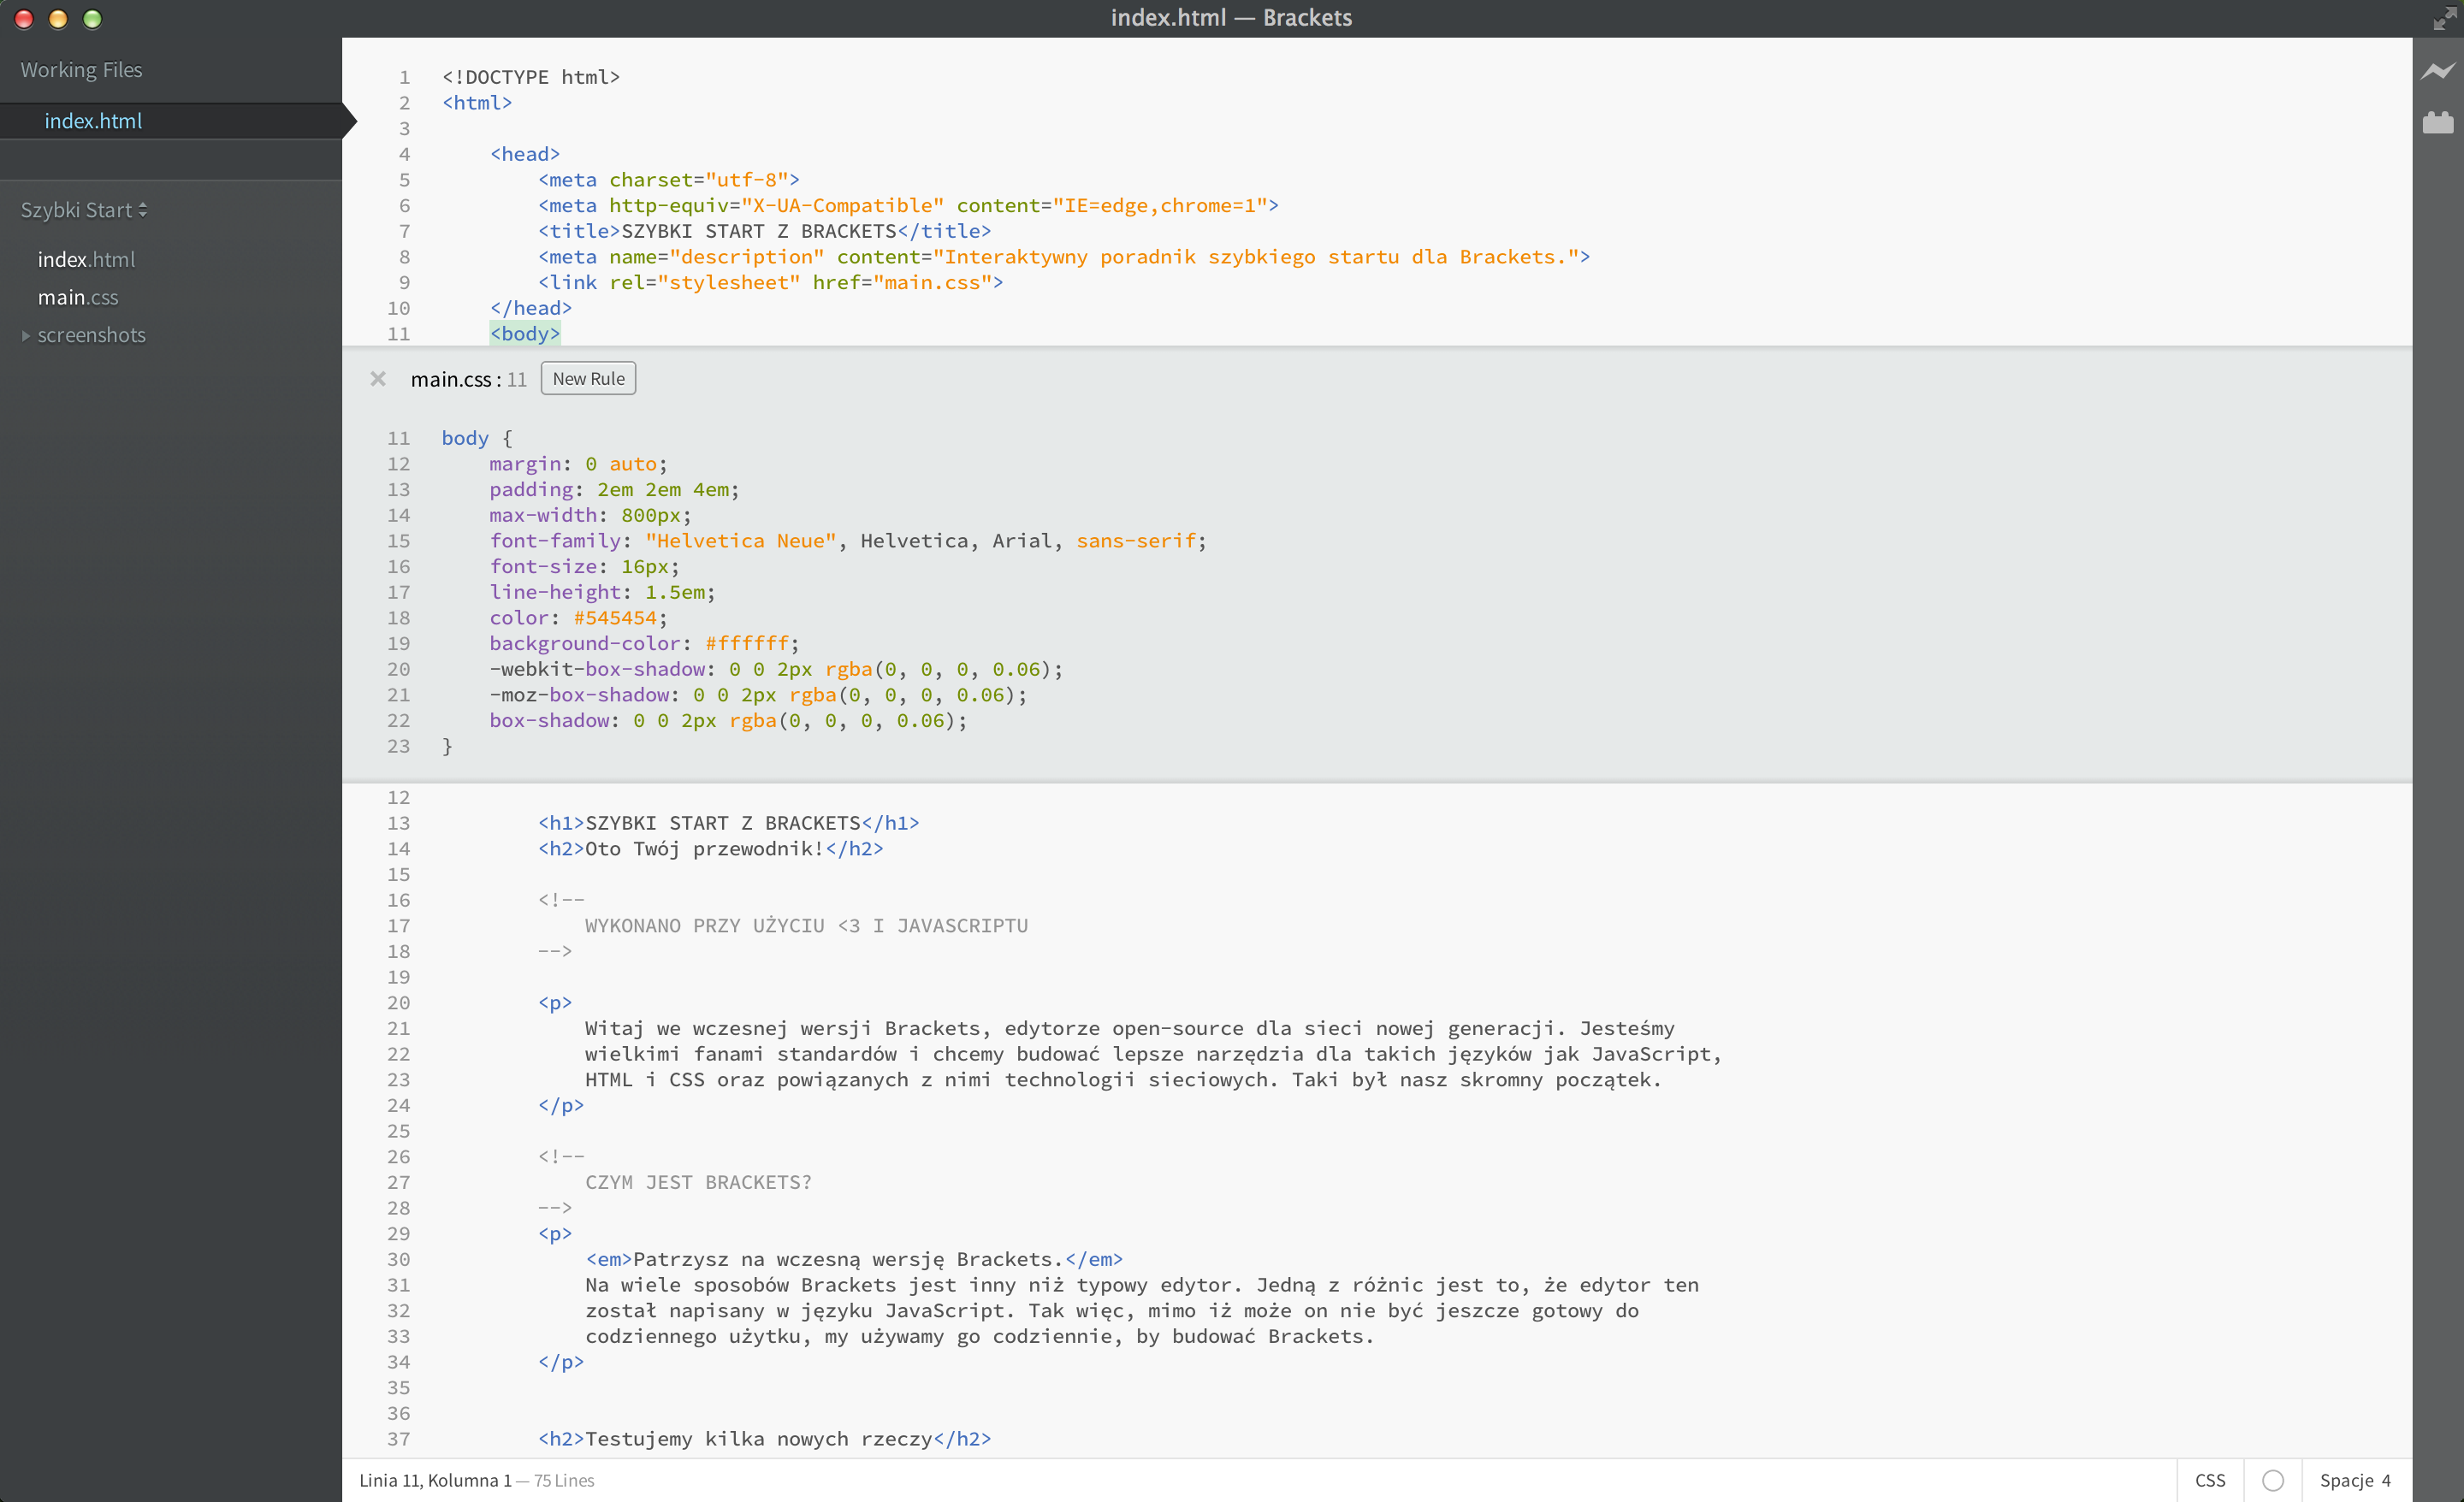 index.html — Brackets
Working Files
index.html
Szybki Start
index.html
main.css
screenshots
1 <!DOCTYPE html>
2 <html>
3
4 <head>
5 <meta charset="utf-8">
6 <meta http-equiv="X-UA-Compatible" content="IE=edge,chrome=1">
7 <title>SZYBKI START Z BRACKETS</title>
8 <meta name="description" content="Interaktywny poradnik szybkiego startu dla Brackets.">
9 <link rel="stylesheet" href="main.css">
10 </head>
11 <body>
main.css : 11 New Rule
11 body {
12 margin: 0 auto;
13 padding: 2em 2em 4em;
14 max-width: 800px;
15 font-family: "Helvetica Neue", Helvetica, Arial, sans-serif;
16 font-size: 16px;
17 line-height: 1.5em;
18 color: #545454;
19 background-color: #ffffff;
20 -webkit-box-shadow: 0 0 2px rgba(0, 0, 0, 0.06);
21 -moz-box-shadow: 0 0 2px rgba(0, 0, 0, 0.06);
22 box-shadow: 0 0 2px rgba(0, 0, 0, 0.06);
23 }
12
13 <h1>SZYBKI START Z BRACKETS</h1>
14 <h2>Oto Twój przewodnik!</h2>
15
16 <!--
17 WYKONANO PRZY UŻYCIU <3 I JAVASCRIPTU
18 -->
19
20 <p>
21 Witaj we wczesnej wersji Brackets, edytorze open-source dla sieci nowej generacji. Jesteśmy
22 wielkimi fanami standardów i chcemy budować lepsze narzędzia dla takich języków jak JavaScript,
23 HTML i CSS oraz powiązanych z nimi technologii sieciowych. Taki był nasz skromny początek.
24 </p>
25
26 <!--
27 CZYM JEST BRACKETS?
28 -->
29 <p>
30 <em>Patrzysz na wczesną wersję Brackets.</em>
31 Na wiele sposobów Brackets jest inny niż typowy edytor. Jedną z różnic jest to, że edytor ten
32 został napisany w języku JavaScript. Tak więc, mimo iż może on nie być jeszcze gotowy do
33 codziennego użytku, my używamy go codziennie, by budować Brackets.
34 </p>
35
36
37 <h2>Testujemy kilka nowych rzeczy</h2>
Linia 11, Kolumna 1 — 75 Lines
CSS
Spacje 4